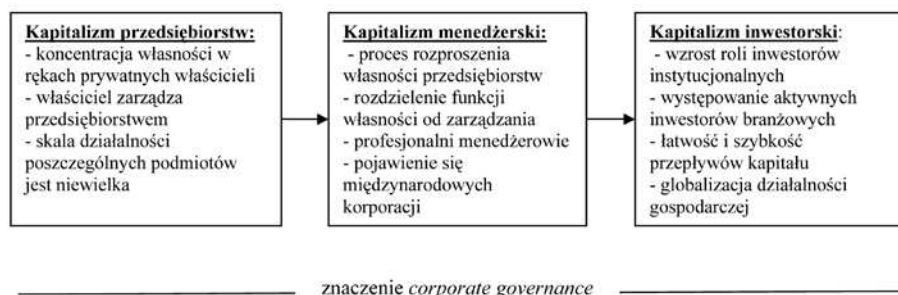 Kapitalizm przedsiębiorstw:
- koncentracja własności w
rękach prywatnych właścicieli
- właściciel zarządza
przedsiębiorstwem
- skala działalności
poszczególnych podmiotów
jest niewielka
Kapitalizm menedżerski:
- proces rozproszenia
własności przedsiębiorstw
- rozdzielenie funkcji
własności od zarządzania
- profesjonalni menedżerowie
- pojawienie się
międzynarodowych
korporacji
Kapitalizm inwestorski:
- wzrost roli inwestorów
instytucjonalnych
- występowanie aktywnych
inwestorów branżowych
- łatwość i szybkość
przepływów kapitału
- globalizacja działalności
gospodarczej
znaczenie corporate governance